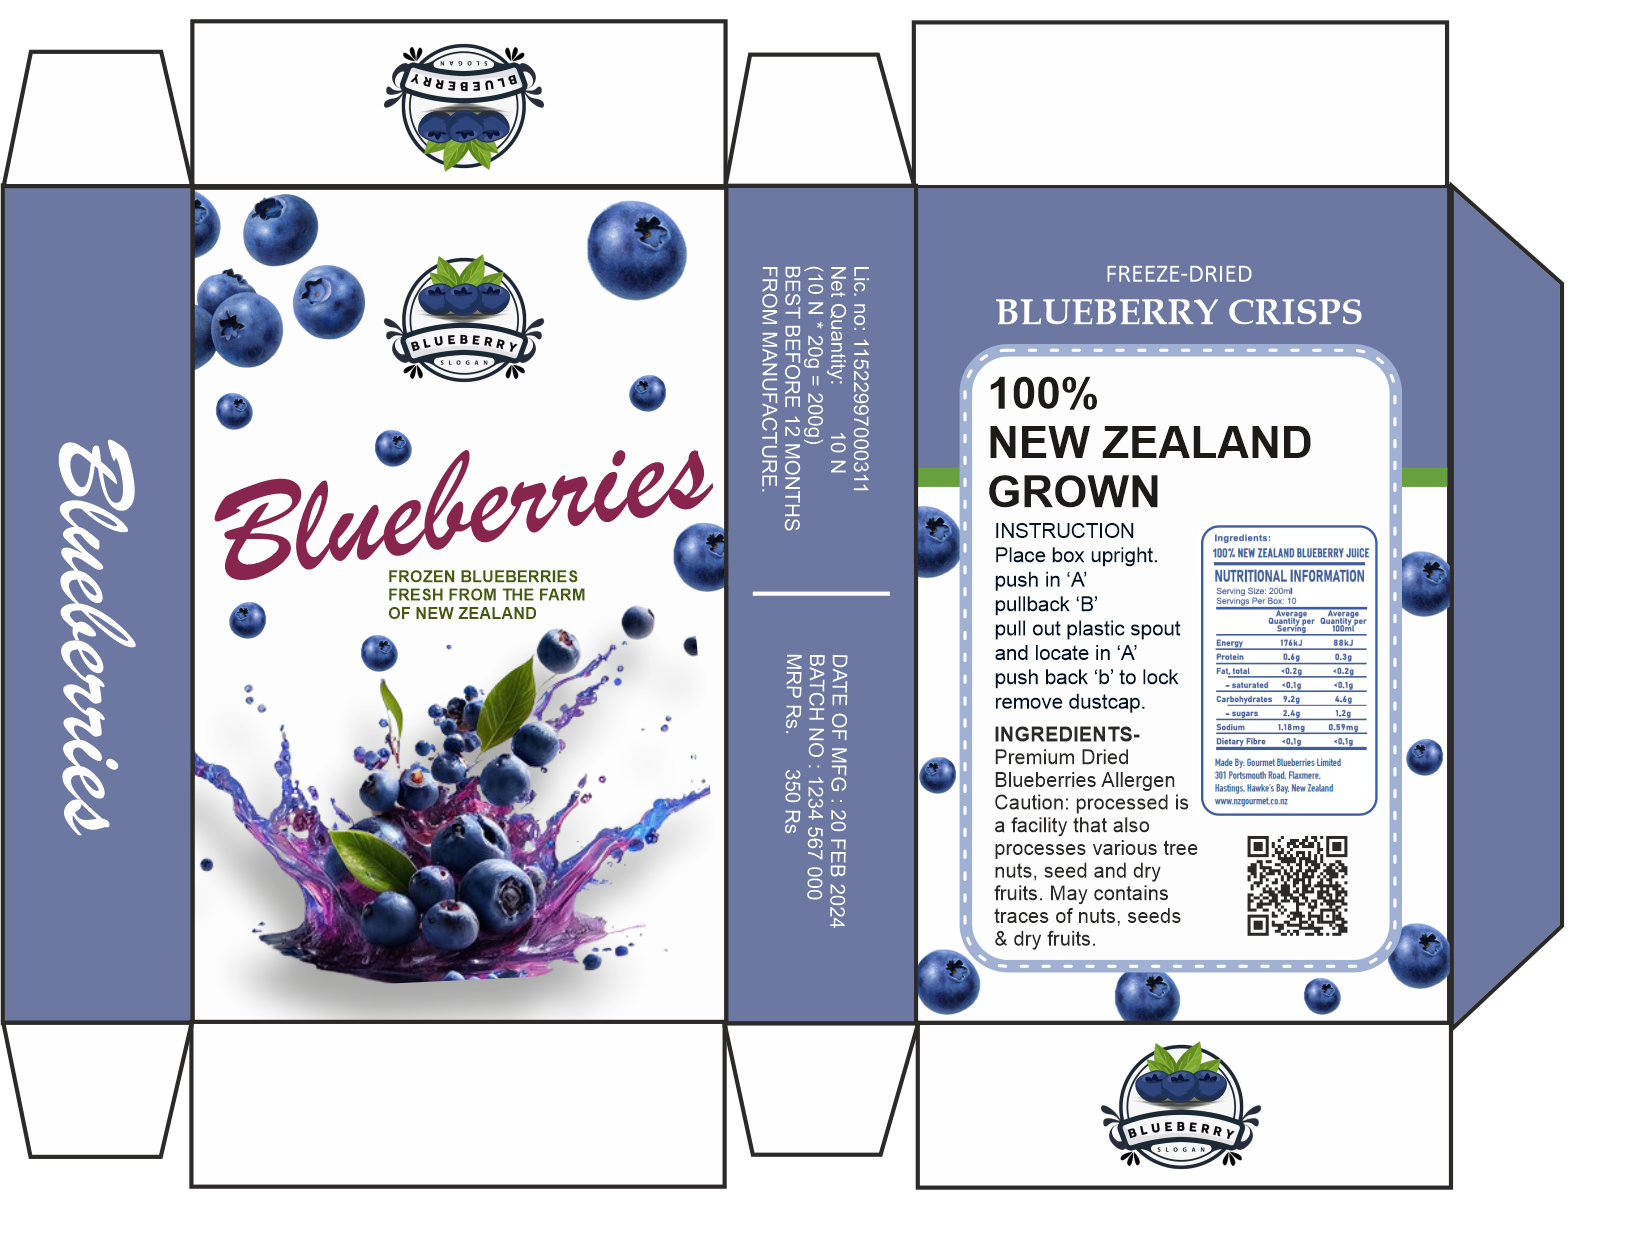 SLOGAN
BLUEBERRY
Blueberries
BLUEBERRY
SLOGAN
Blueberries
FROZEN BLUEBERRIES
FRESH FROM THE FARM
OF NEW ZEALAND
Lic. no: 11522997000311
Net Quantity: 10 N
(10 N * 20g = 200g)
BEST BEFORE 12 MONTHS
FROM MANUFACTURE.
DATE OF MFG : 20 FEB 2024
BATCH NO : 1234 567 000
MRP Rs. 350 Rs
FREEZE-DRIED
BLUEBERRY CRISPS
100%
NEW ZEALAND
GROWN
INSTRUCTION
Place box upright.
push in ‘A’
pullback ‘B’
pull out plastic spout
and locate in ‘A’
push back ‘b’ to lock
remove dustcap.
INGREDIENTS-
Premium Dried
Blueberries Allergen
Caution: processed is
a facility that also
processes various tree
nuts, seed and dry
fruits. May contains
traces of nuts, seeds
& dry fruits.
Ingredients:
100% NEW ZEALAND BLUEBERRY JUICE
NUTRITIONAL INFORMATION
Serving Size: 200ml
Servings Per Box: 10
Average Average
Quantity per Quantity per
Serving 100ml
Energy 176kJ 88kJ
Protein 0.6g 0.3g
Fat, total <0.2g <0.2g
– saturated <0.1g <0.1g
Carbohydrates 9.2g 4.6g
– sugars 2.4g 1.2g
Sodium 1.18mg 0.59mg
Dietary Fibre <0.1g <0.1g
Made By: Gourmet Blueberries Limited
301 Portsmouth Road, Flaxmere,
Hastings, Hawke's Bay, New Zealand
www.nzgourmet.co.nz
BLUEBERRY
SLOGAN